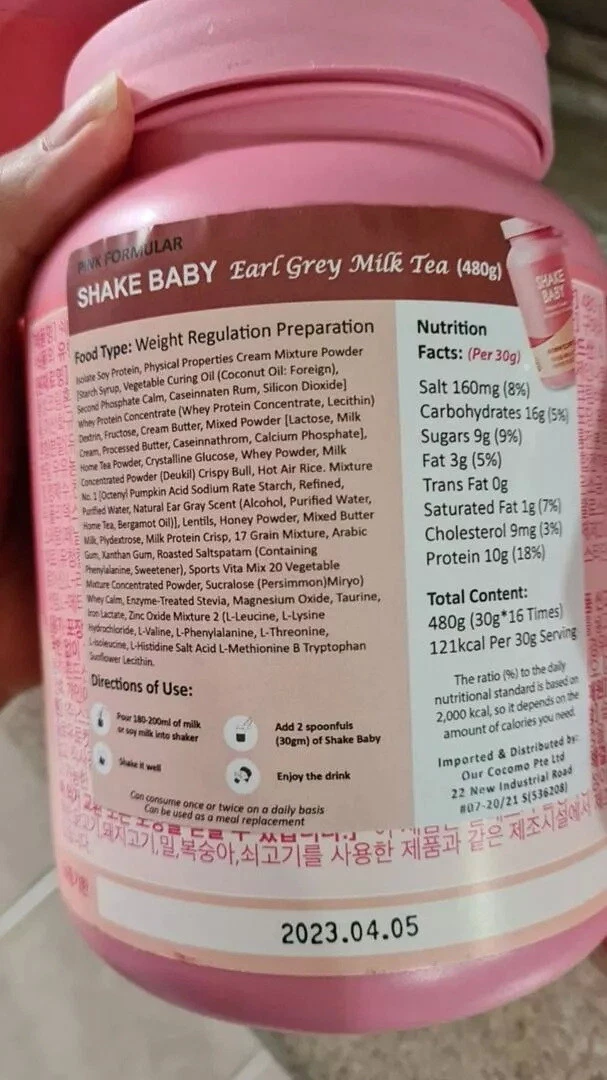 PINK FORMULAR
SHAKE BABY Earl Grey Milk Tea (480g)
SHAKE
BABY
Food Type: Weight Regulation Preparation
Isolate Soy Protein, Physical Properties Cream Mixture Powder
[Starch Syrup, Vegetable Curing Oil (Coconut Oil: Foreign),
Second Phosphate Calm, Caseinnaten Rum, Silicon Dioxide]
Whey Protein Concentrate (Whey Protein Concentrate, Lecithin)
Dextrin, Fructose, Cream Butter, Mixed Powder [Lactose, Milk
Cream, Processed Butter, Caseinnathrom, Calcium Phosphate],
Home Tea Powder, Crystalline Glucose, Whey Powder, Milk
Concentrated Powder (Deukil) Crispy Bull, Hot Air Rice. Mixture
No. 1 [Octenyl Pumpkin Acid Sodium Rate Starch, Refined,
Purified Water, Natural Ear Gray Scent (Alcohol, Purified Water,
Home Tea, Bergamot Oil)], Lentils, Honey Powder, Mixed Butter
Milk, Plydextrose, Milk Protein Crisp, 17 Grain Mixture, Arabic
Gum, Xanthan Gum, Roasted Saltspatam (Containing
Phenylalanine, Sweetener), Sports Vita Mix 20 Vegetable
Mixture Concentrated Powder, Sucralose (Persimmon)Miryo)
Whey Calm, Enzyme-Treated Stevia, Magnesium Oxide, Taurine,
Iron Lactate, Zinc Oxide Mixture 2 (L-Leucine, L-Lysine
Hydrochloride, L-Valine, L-Phenylalanine, L-Threonine,
L-Isoleucine, L-Histidine Salt Acid L-Methionine B Tryptophan
Sunflower Lecithin.
Directions of Use:
Pour 180-200ml of milk
or soy milk into shaker
Add 2 spoonfuls
(30gm) of Shake Baby
Shake it well
Enjoy the drink
Can consume once or twice on a daily basis
Can be used as a meal replacement
Nutrition
Facts: (Per 30g)
Salt 160mg (8%)
Carbohydrates 16g (5%)
Sugars 9g (9%)
Fat 3g (5%)
Trans Fat 0g
Saturated Fat 1g (7%)
Cholesterol 9mg (3%)
Protein 10g (18%)
Total Content:
480g (30g*16 Times)
121kcal Per 30g Serving
The ratio (%) to the daily
nutritional standard is based on
2,000 kcal, so it depends on the
amount of calories you need.
Imported & Distributed by:
Our Cocomo Pte Ltd
22 New Industrial Road
#07-20/21 S(536208)
돼지고기,밀,복숭아,쇠고기를 사용한 제품과 같은 제조시설에서
2023.04.05